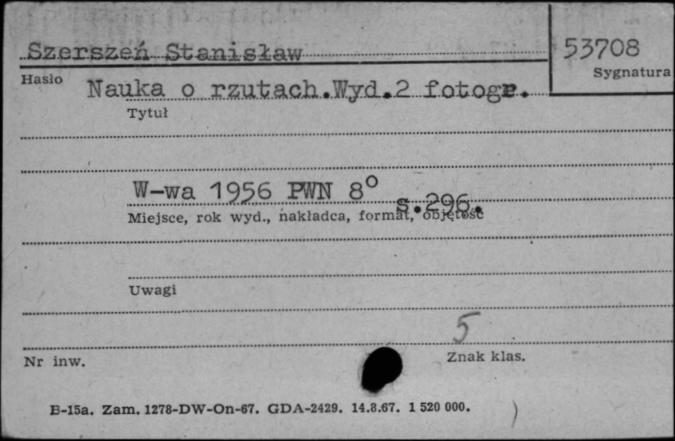 Szerszeń Stanisław
53708
Hasło
Sygnatura
Nauka o rzutach.Wyd.2 fotogr.
Tytuł
W-wa 1956 PWN 8° s.296.
Miejsce, rok wyd., nakładca, format, objętość
Uwagi
5
Nr inw.
Znak klas.
B-15a. Zam. 1278-DW-On-67. GDA-2429. 14.8.67. 1 520 000.